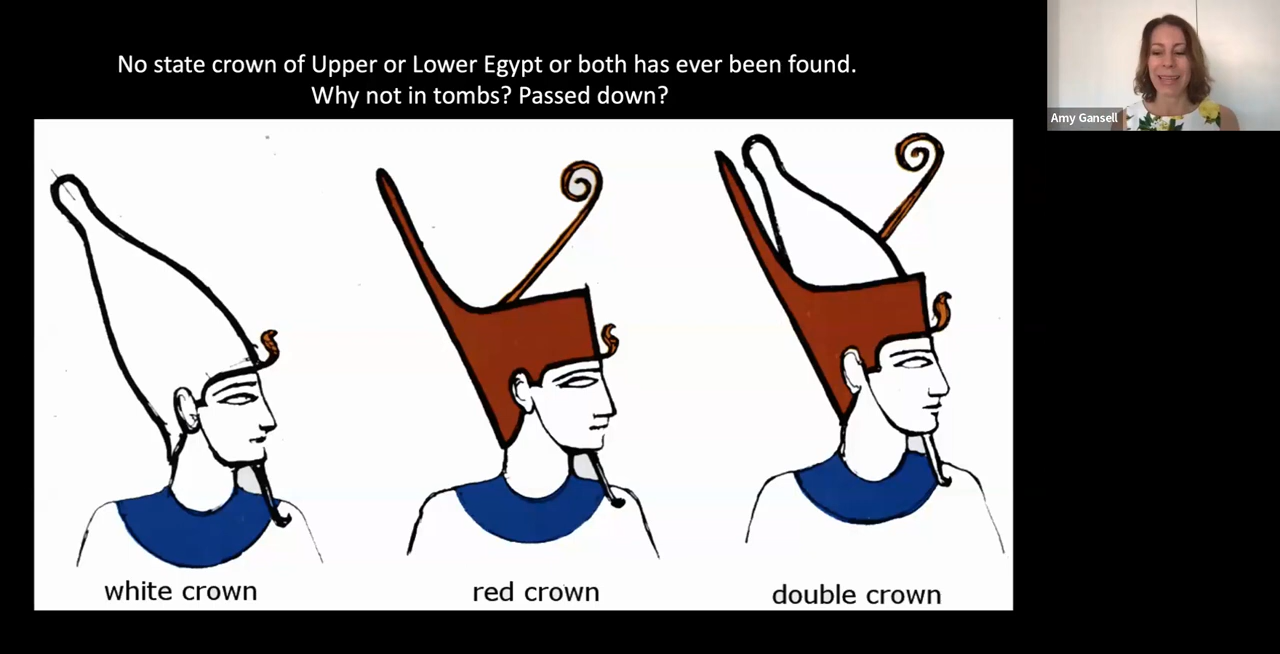 No state crown of Upper or Lower Egypt or both has ever been found.
Why not in tombs? Passed down?
Amy Gansell
white crown
red crown
double crown